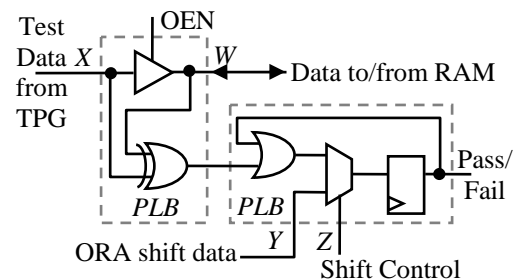 OEN
Test
Data X
from
TPG
W
Data to/from RAM
PLB
PLB
Pass/
Fail
ORA shift data
Y
Z
Shift Control